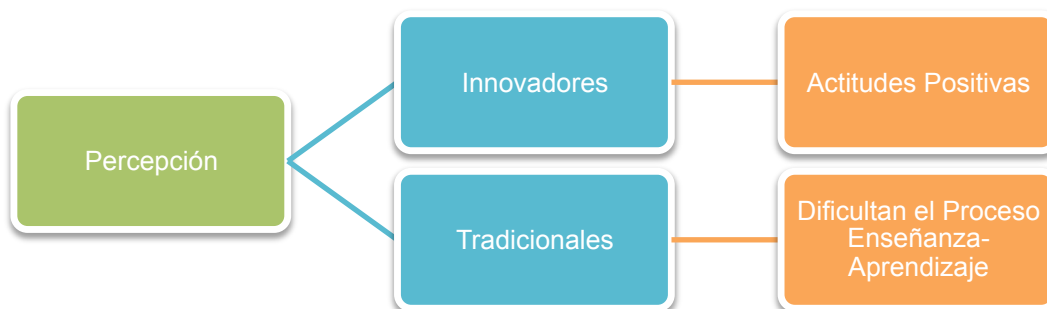 Percepción
Innovadores
Actitudes Positivas
Tradicionales
Dificultan el Proceso
Enseñanza-
Aprendizaje